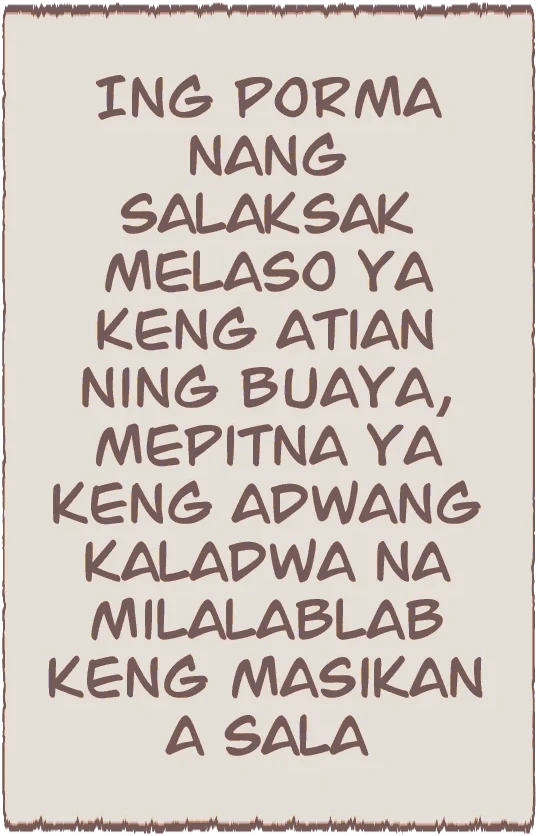 ING PORMA
NANG
SALAKSAK
MELASO YA
KENG ATIAN
NING BUAYA,
MEPITNA YA
KENG ADWANG
KALADWA NA
MILALABLAB
KENG MASIKAN
A SALA